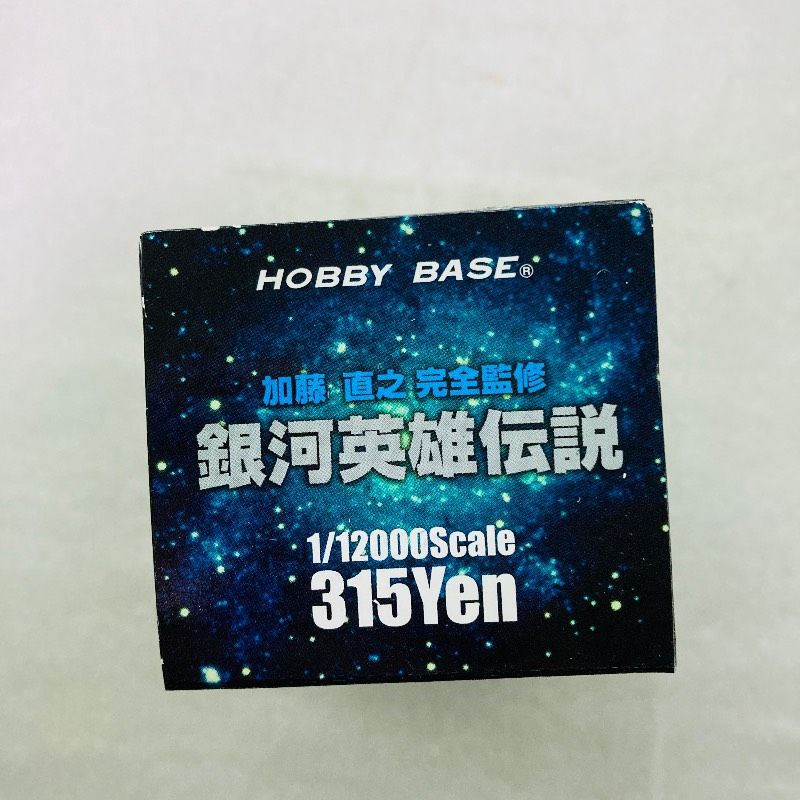 HOBBY BASE®
加藤 直之 完全監修
銀河英雄伝説
1/12000Scale
315Yen